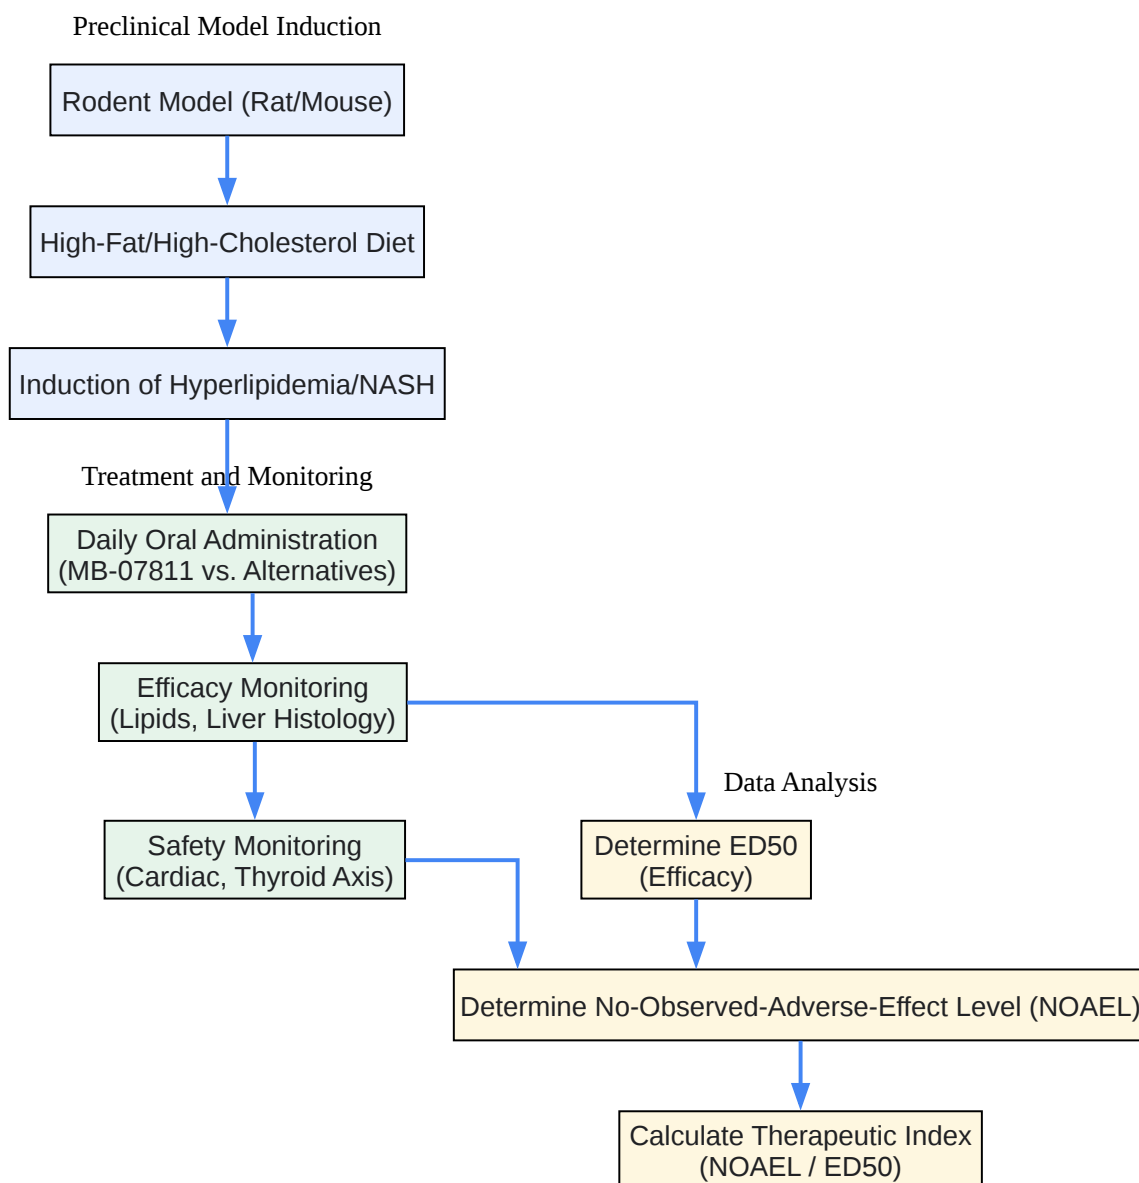 Preclinical Model Induction
Rodent Model (Rat/Mouse)
High-Fat/High-Cholesterol Diet
Induction of Hyperlipidemia/NASH
Treatment and Monitoring
Daily Oral Administration
(MB-07811 vs. Alternatives)
Efficacy Monitoring
(Lipids, Liver Histology)
Data Analysis
Safety Monitoring
(Cardiac, Thyroid Axis)
Determine ED50
(Efficacy)
Determine No-Observed-Adverse-Effect Level (NOAEL)
Calculate Therapeutic Index
(NOAEL / ED50)